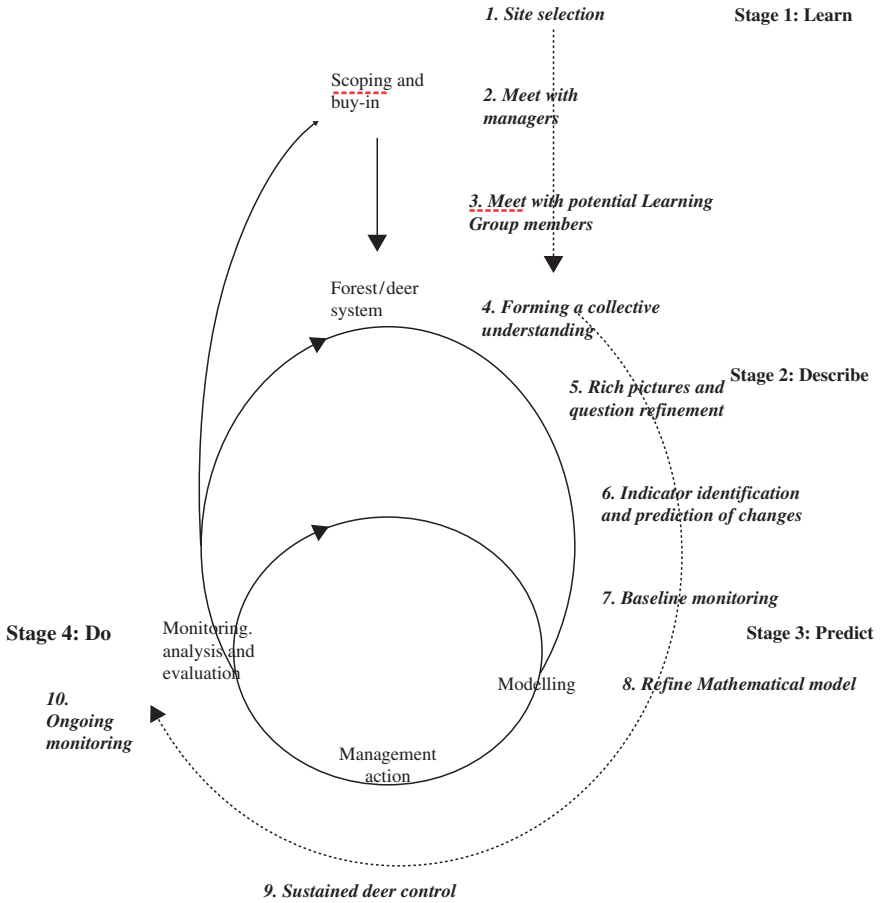 1. Site selection
Stage 1: Learn
Scoping and
buy-in
2. Meet with
managers
3. Meet with potential Learning
Group members
Forest/deer
system
4. Forming a collective
understanding
Stage 2: Describe
5. Rich pictures and
question refinement
6. Indicator identification
and prediction of changes
7. Baseline monitoring
Stage 4: Do
Monitoring.
analysis and
evaluation
Stage 3: Predict
Modelling
8. Refine Mathematical model
10.
Ongoing
monitoring
Management
action
9. Sustained deer control